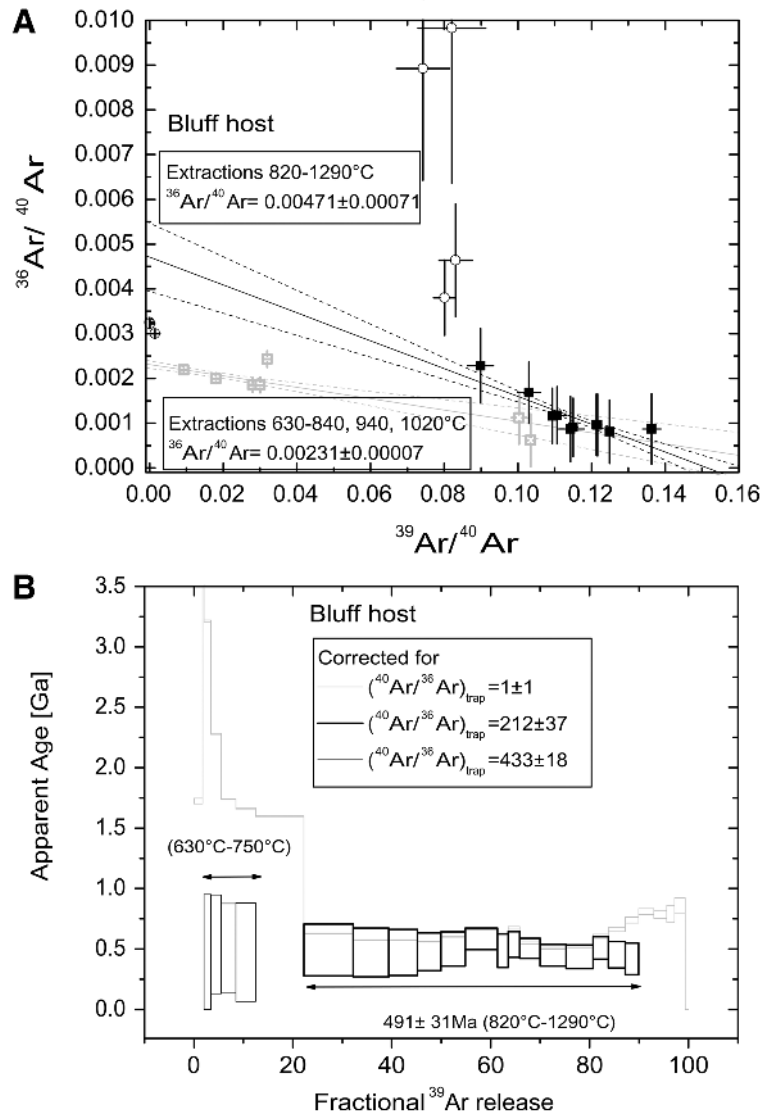 A
0.010
0.009
0.008
0.007
0.006
0.005
0.004
0.003
0.002
0.001
0.000
³⁶Ar/ ⁴⁰Ar
Bluff host
Extractions 820-1290°C
³⁶Ar/⁴⁰Ar= 0.00471±0.00071
Extractions 630-840, 940, 1020°C
³⁶Ar/⁴⁰Ar= 0.00231±0.00007
0.00 0.02 0.04 0.06 0.08 0.10 0.12 0.14 0.16
³⁹Ar/⁴⁰Ar
B
3.5
3.0
2.5
2.0
1.5
1.0
0.5
0.0
Apparent Age [Ga]
Bluff host
Corrected for
(⁴⁰Ar/³⁶Ar)trap=1±1
(⁴⁰Ar/³⁶Ar)trap=212±37
(⁴⁰Ar/³⁶Ar)trap=433±18
(630°C-750°C)
491± 31Ma (820°C-1290°C)
0 20 40 60 80 100
Fractional ³⁹Ar release